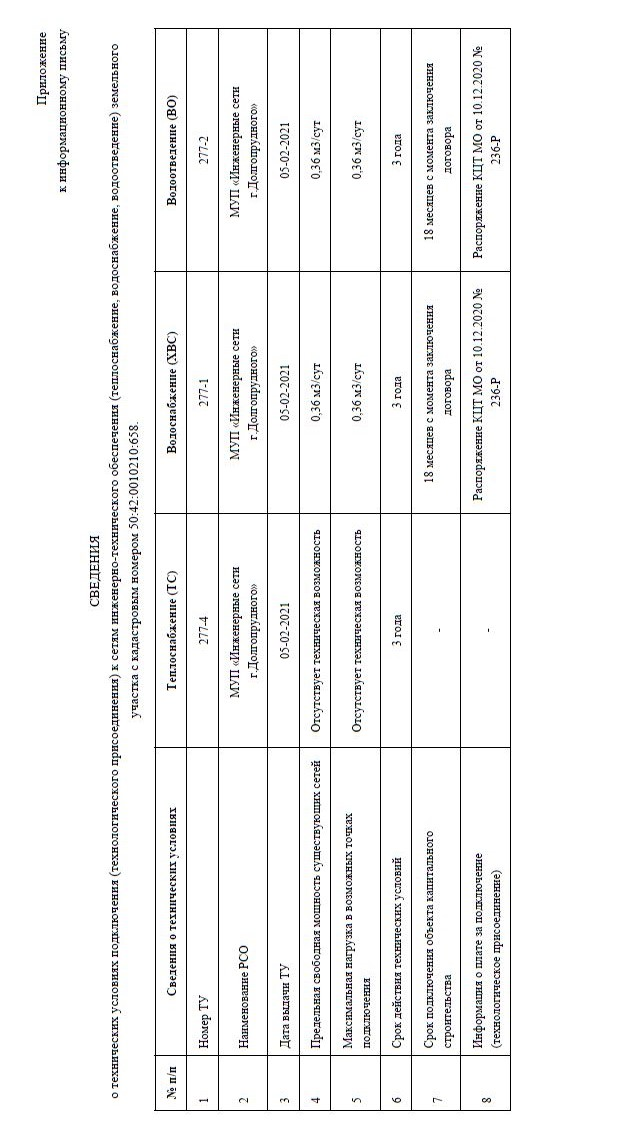 Приложение
к информационному письму
СВЕДЕНИЯ
о технических условиях подключения (технологического присоединения) к сетям инженерно-технического обеспечения (теплоснабжение, водоснабжение, водоотведение) земельного
участка с кадастровым номером 50:42:0010210:658.
№ п/п Сведения о технических условиях Теплоснабжение (ТС) Водоснабжение (ХВС) Водоотведение (ВО)
1 Номер ТУ 277-4 277-1 277-2
2 Наименование РСО МУП «Инженерные сети МУП «Инженерные сети МУП «Инженерные сети
г.Долгопрудного» г.Долгопрудного» г.Долгопрудного»
3 Дата выдачи ТУ 05-02-2021 05-02-2021 05-02-2021
4 Предельная свободная мощность существующих сетей Отсутствует техническая возможность 0,36 м3/сут 0,36 м3/сут
5 Максимальная нагрузка в возможных точках Отсутствует техническая возможность 0,36 м3/сут 0,36 м3/сут
подключения
6 Срок действия технических условий 3 года 3 года 3 года
7 Срок подключения объекта капитального - 18 месяцев с момента заключения 18 месяцев с момента заключения
строительства договора договора
8 Информация о плате за подключение - Распоряжение КЦТ МО от 10.12.2020 № Распоряжение КЦТ МО от 10.12.2020 №
(технологическое присоединение) 236-Р 236-Р